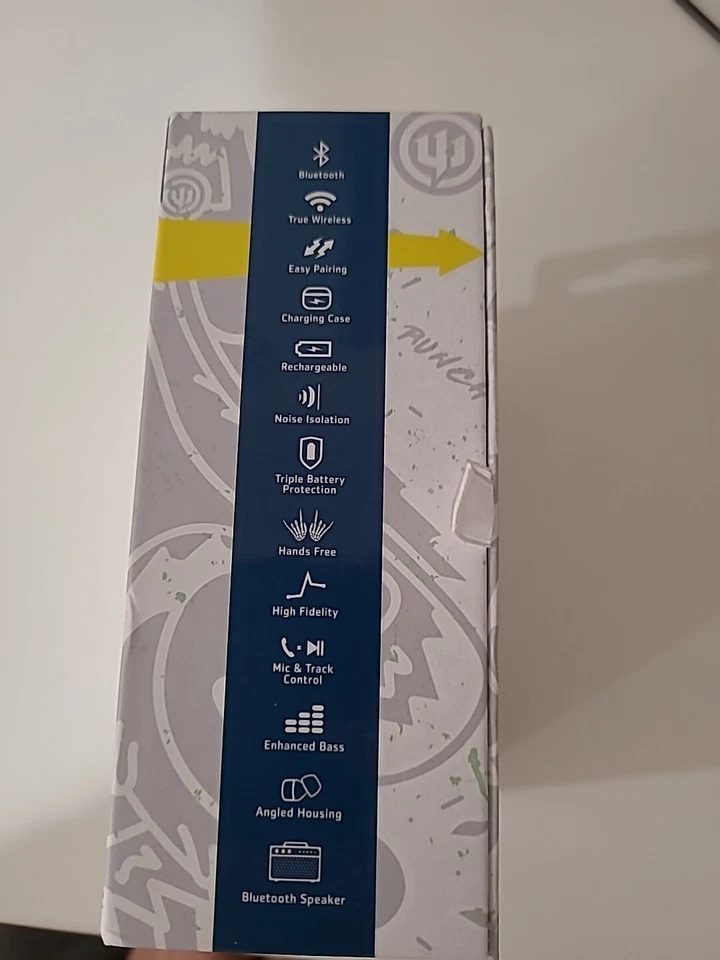 Bluetooth
True Wireless
Easy Pairing
Charging Case
Rechargeable
Noise Isolation
Triple Battery
Protection
Hands Free
High Fidelity
Mic & Track
Control
Enhanced Bass
Angled Housing
Bluetooth Speaker
PUNCH